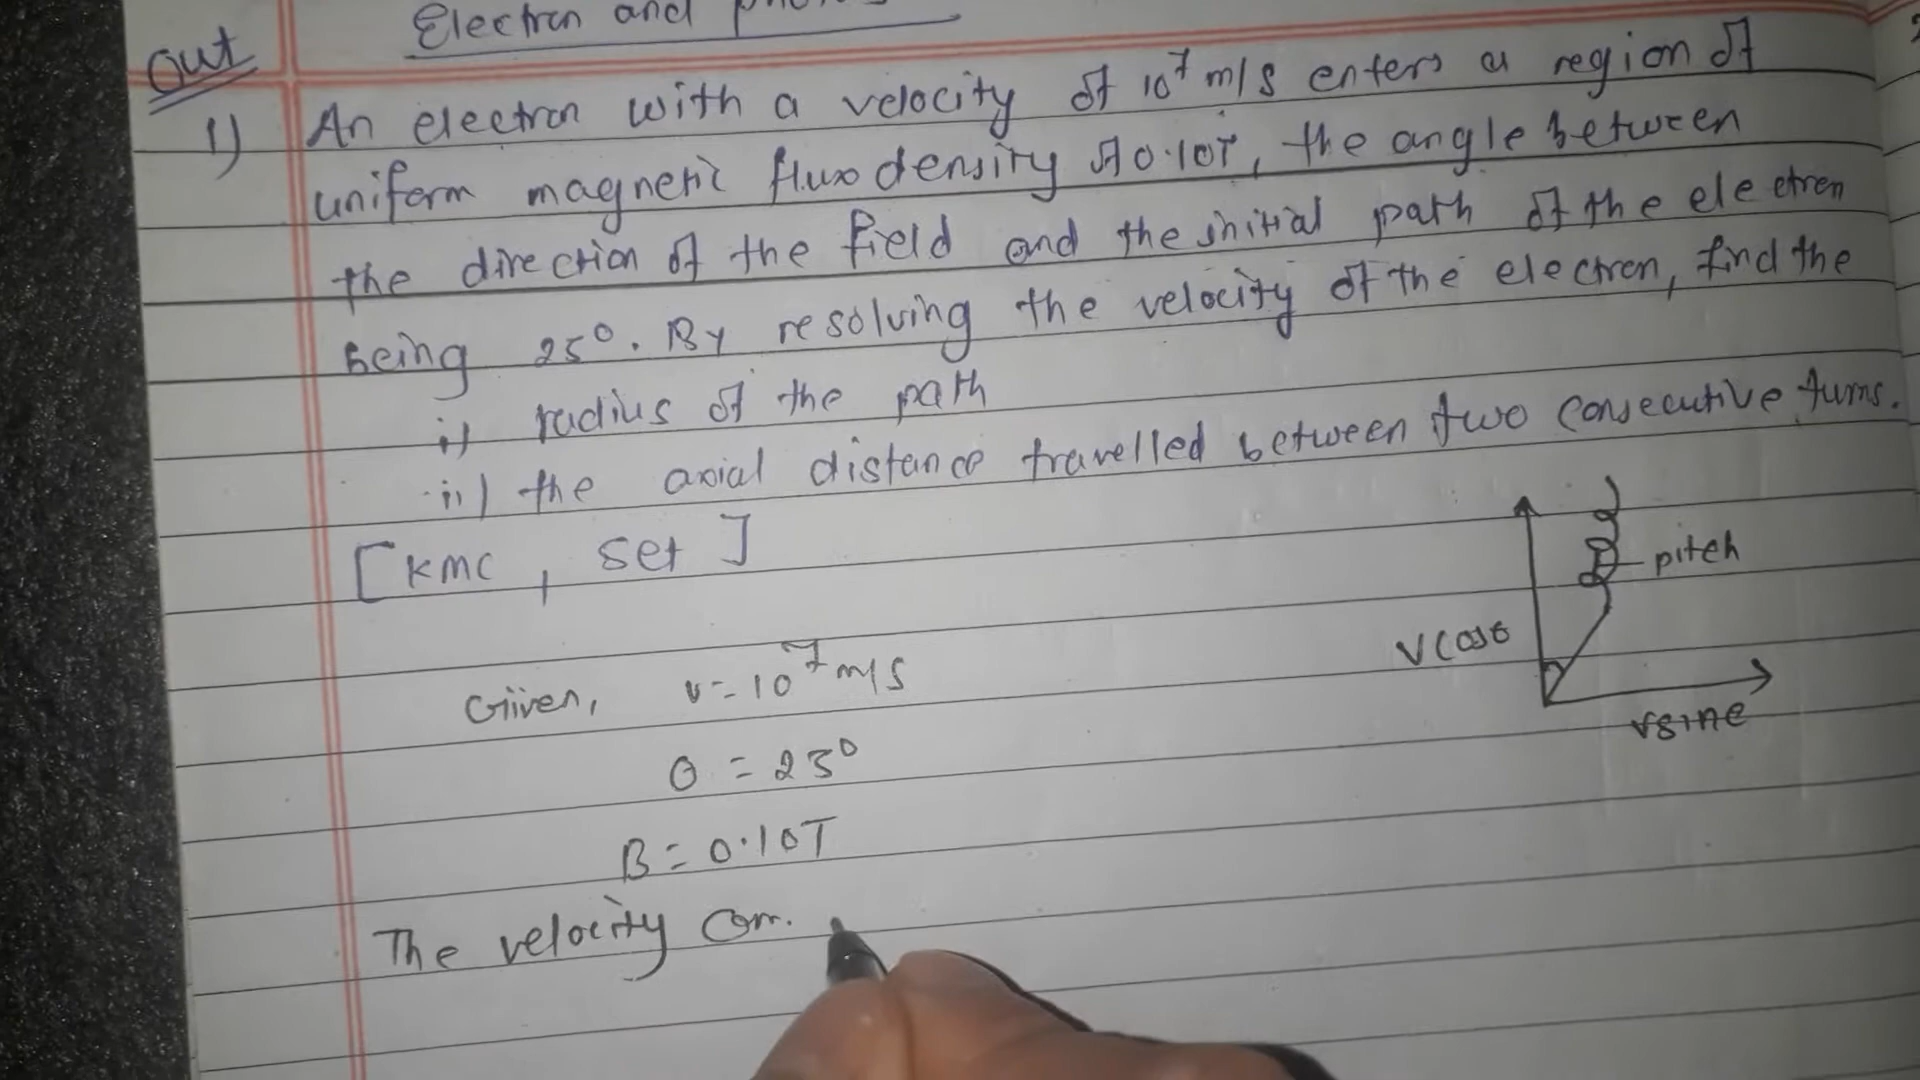 Electron and
Out
1) An electron with a velocity of 10⁷ m/s enters a region of
uniform magnetic flux density of 0.10T, the angle between
the direction of the field and the initial path of the electron
being 25⁰. By resolving the velocity of the electron, find the
i) radius of the path
ii) the axial distance travelled between two consecutive turns.
[KMC, set]
pitch
vcosθ
vsinθ
Given, v = 10⁷ m/s
θ = 25⁰
B = 0.10T
The velocity com.